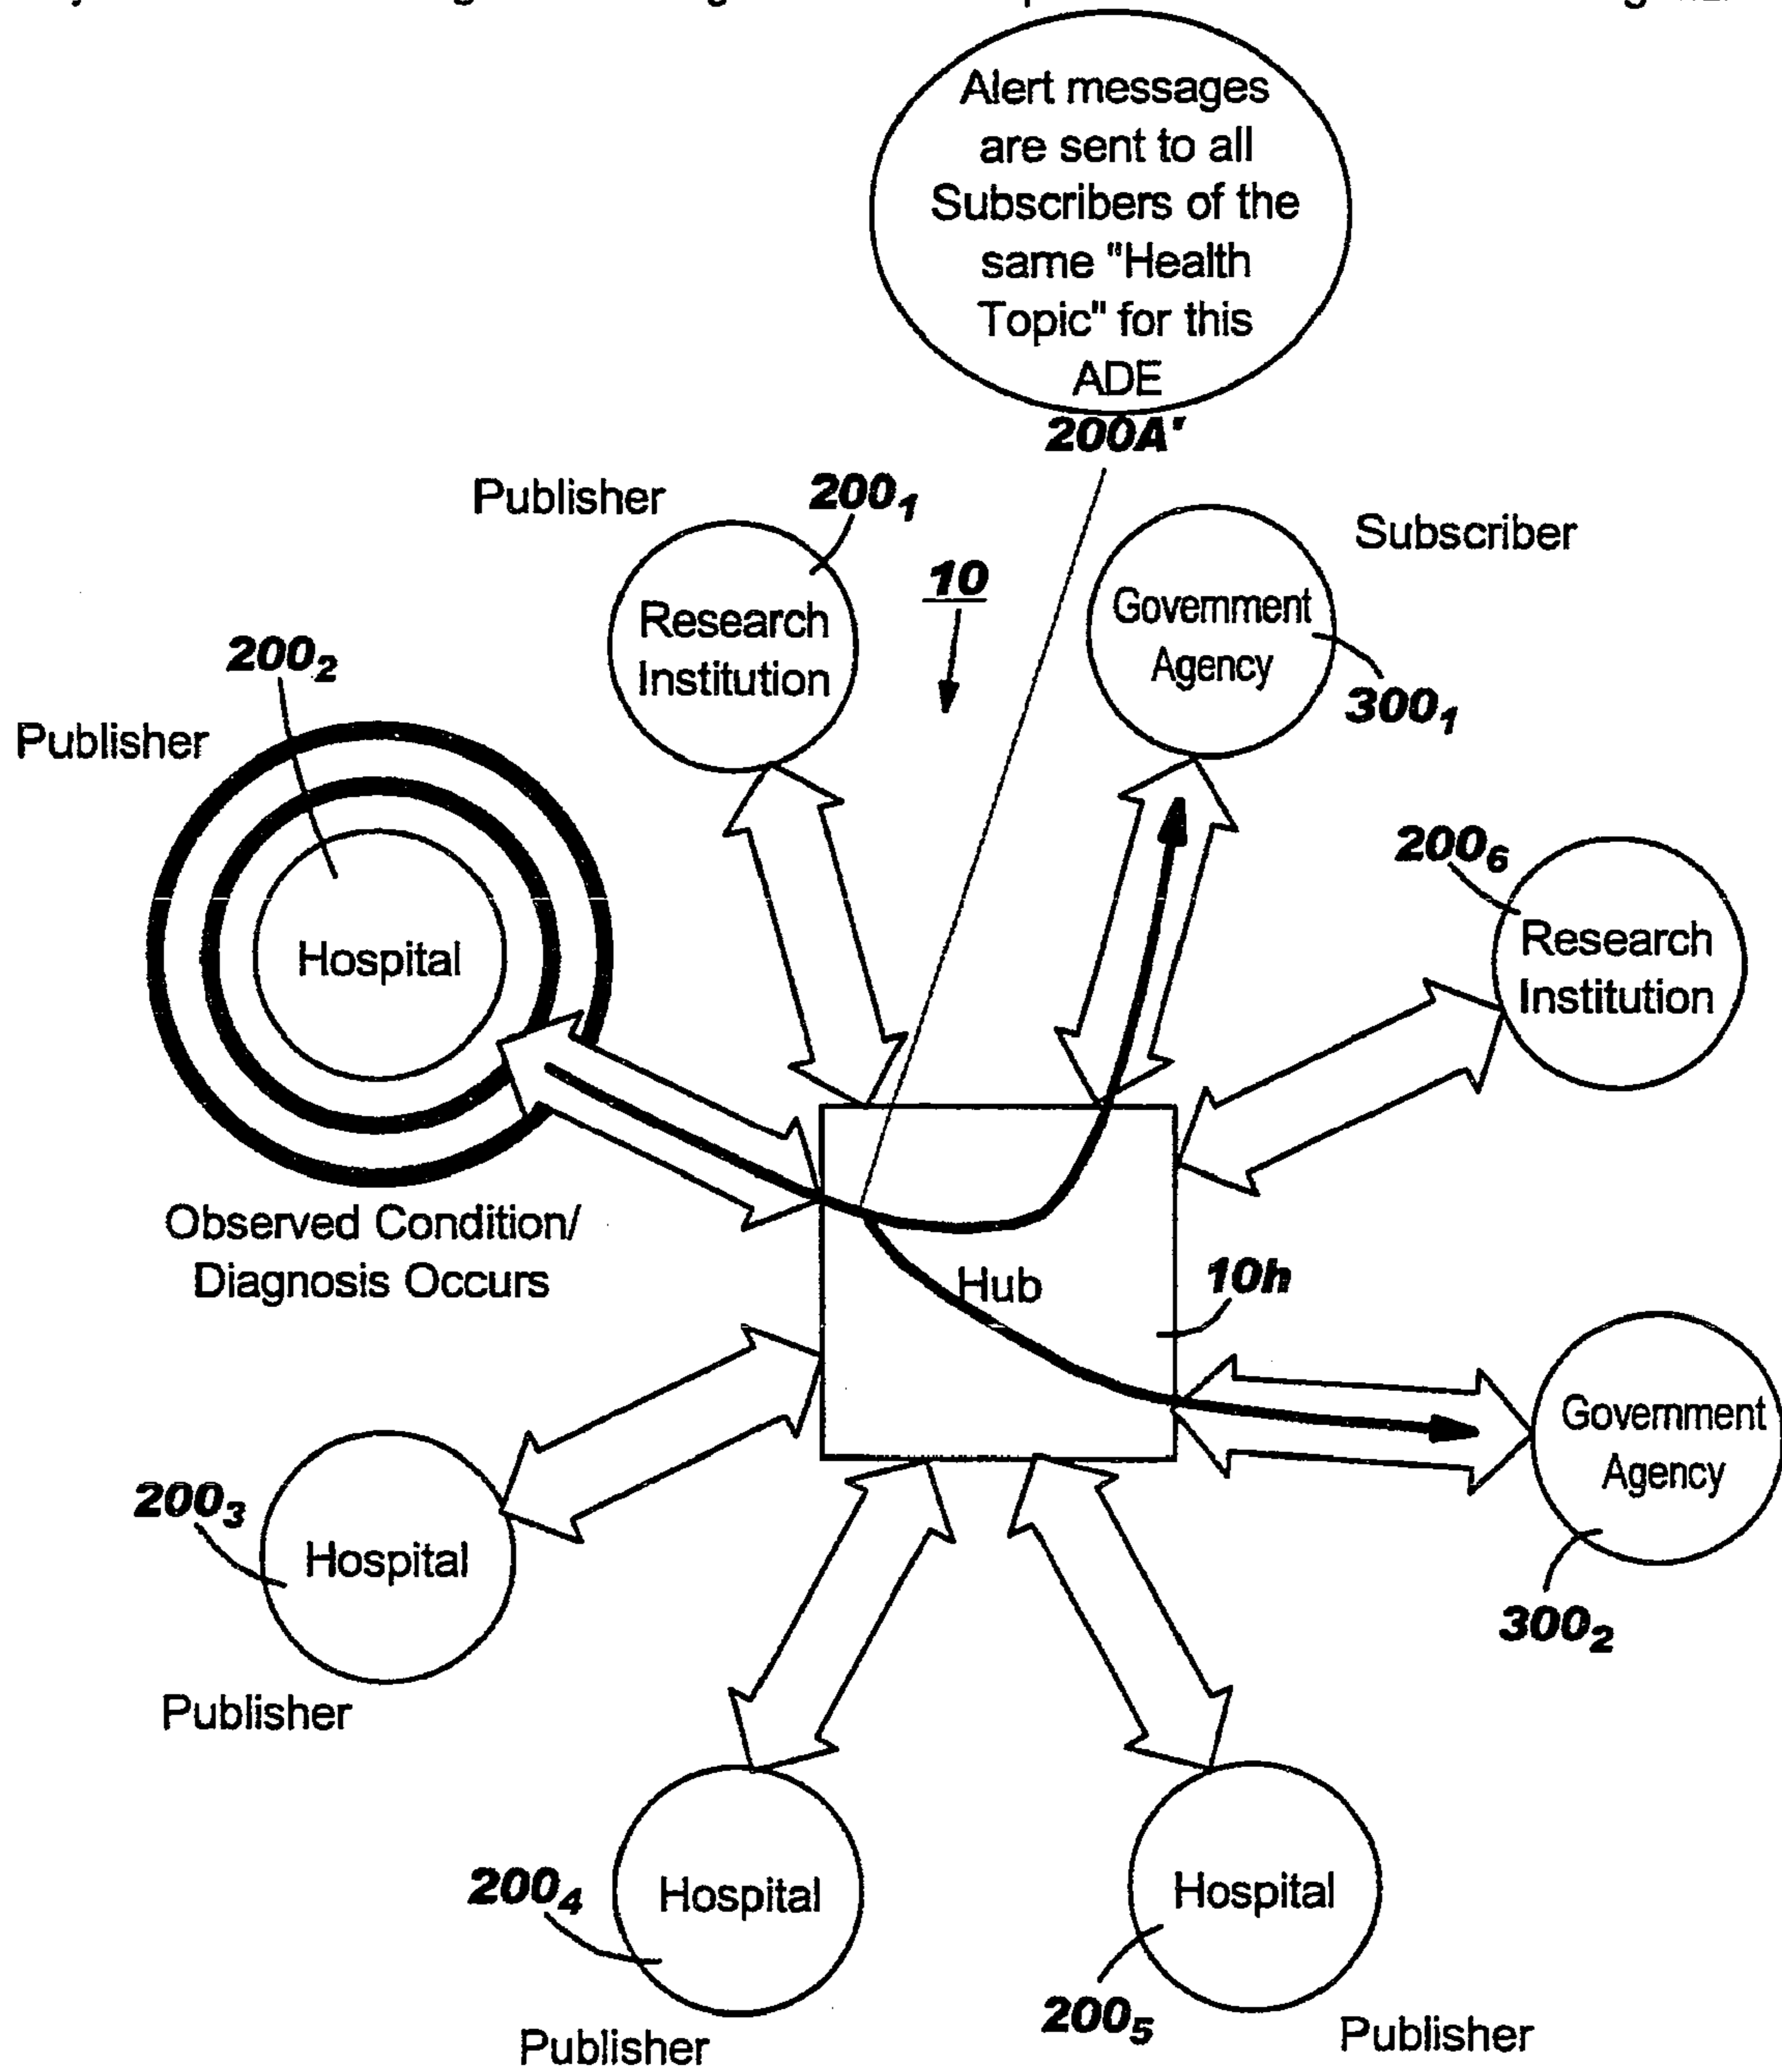 Alert messages
are sent to all
Subscribers of the
same "Health
Topic" for this
ADE
200A'
Publisher
200₁
Subscriber
10
Research
Institution
Government
Agency
300₁
200₂
Publisher
Hospital
200₆
Research
Institution
Observed Condition/
Diagnosis Occurs
Hub
10h
Government
Agency
300₂
200₃
Hospital
Publisher
200₄
Hospital
Publisher
Hospital
200₅
Publisher